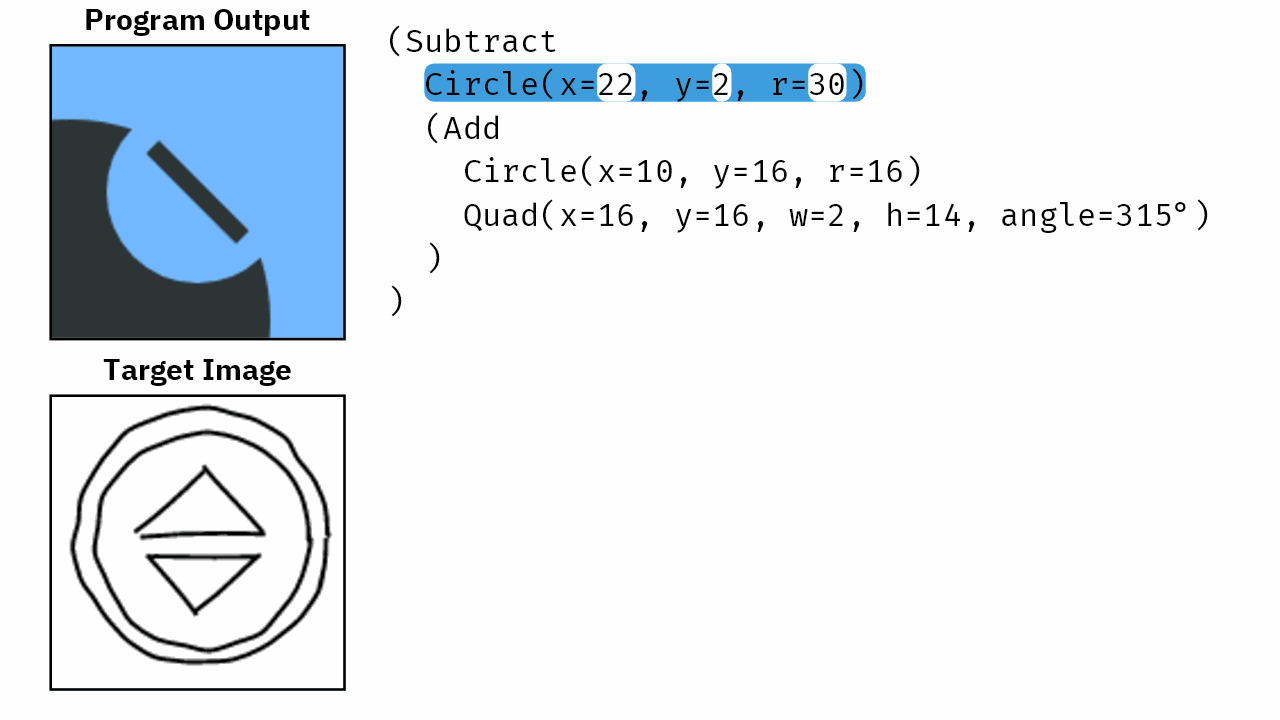 Program Output
(Subtract
Circle(x=22, y=2, r=30)
(Add
Circle(x=10, y=16, r=16)
Quad(x=16, y=16, w=2, h=14, angle=315°)
)
)
Target Image